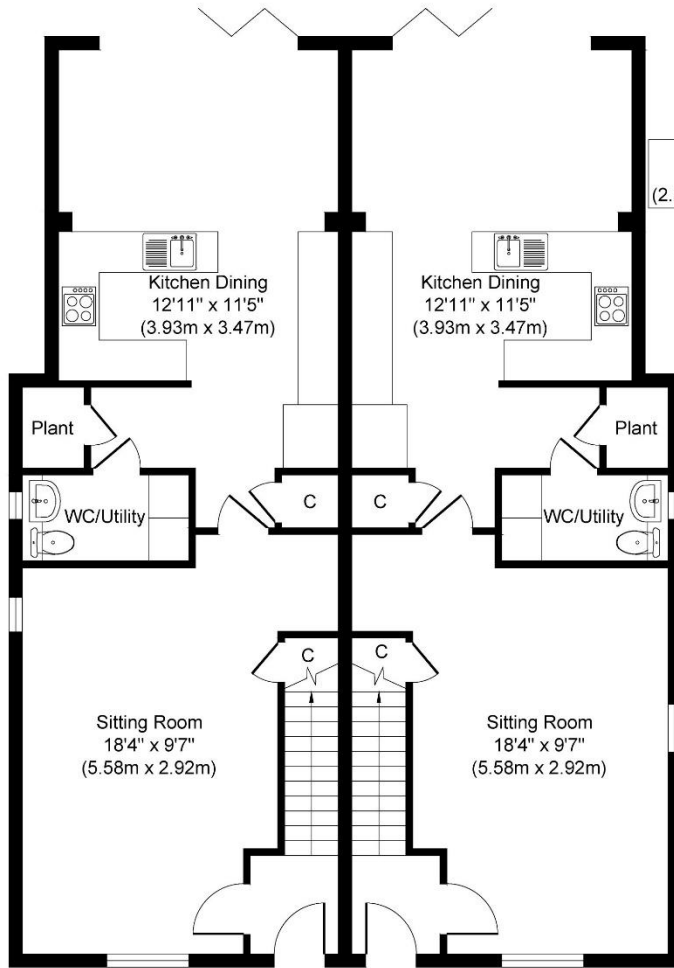 (2.
Kitchen Dining
12'11" x 11'5"
(3.93m x 3.47m)
Kitchen Dining
12'11" x 11'5"
(3.93m x 3.47m)
Plant
Plant
C
C
WC/Utility
WC/Utility
C
C
Sitting Room
18'4" x 9'7"
(5.58m x 2.92m)
Sitting Room
18'4" x 9'7"
(5.58m x 2.92m)